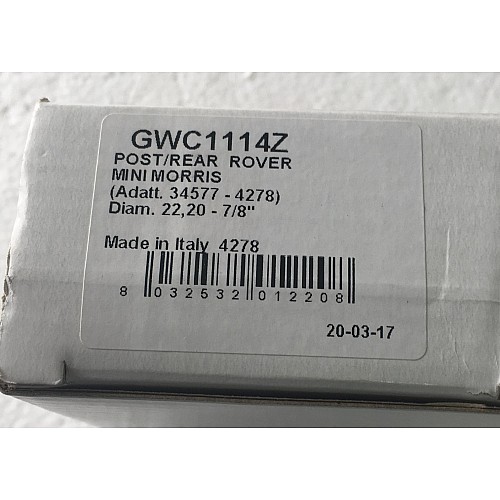 GWC1114Z
POST/REAR ROVER
MINI MORRIS
(Adatt. 34577 - 4278)
Diam. 22,20 - 7/8"
Made in Italy 4278
8 032532 012208
20-03-17